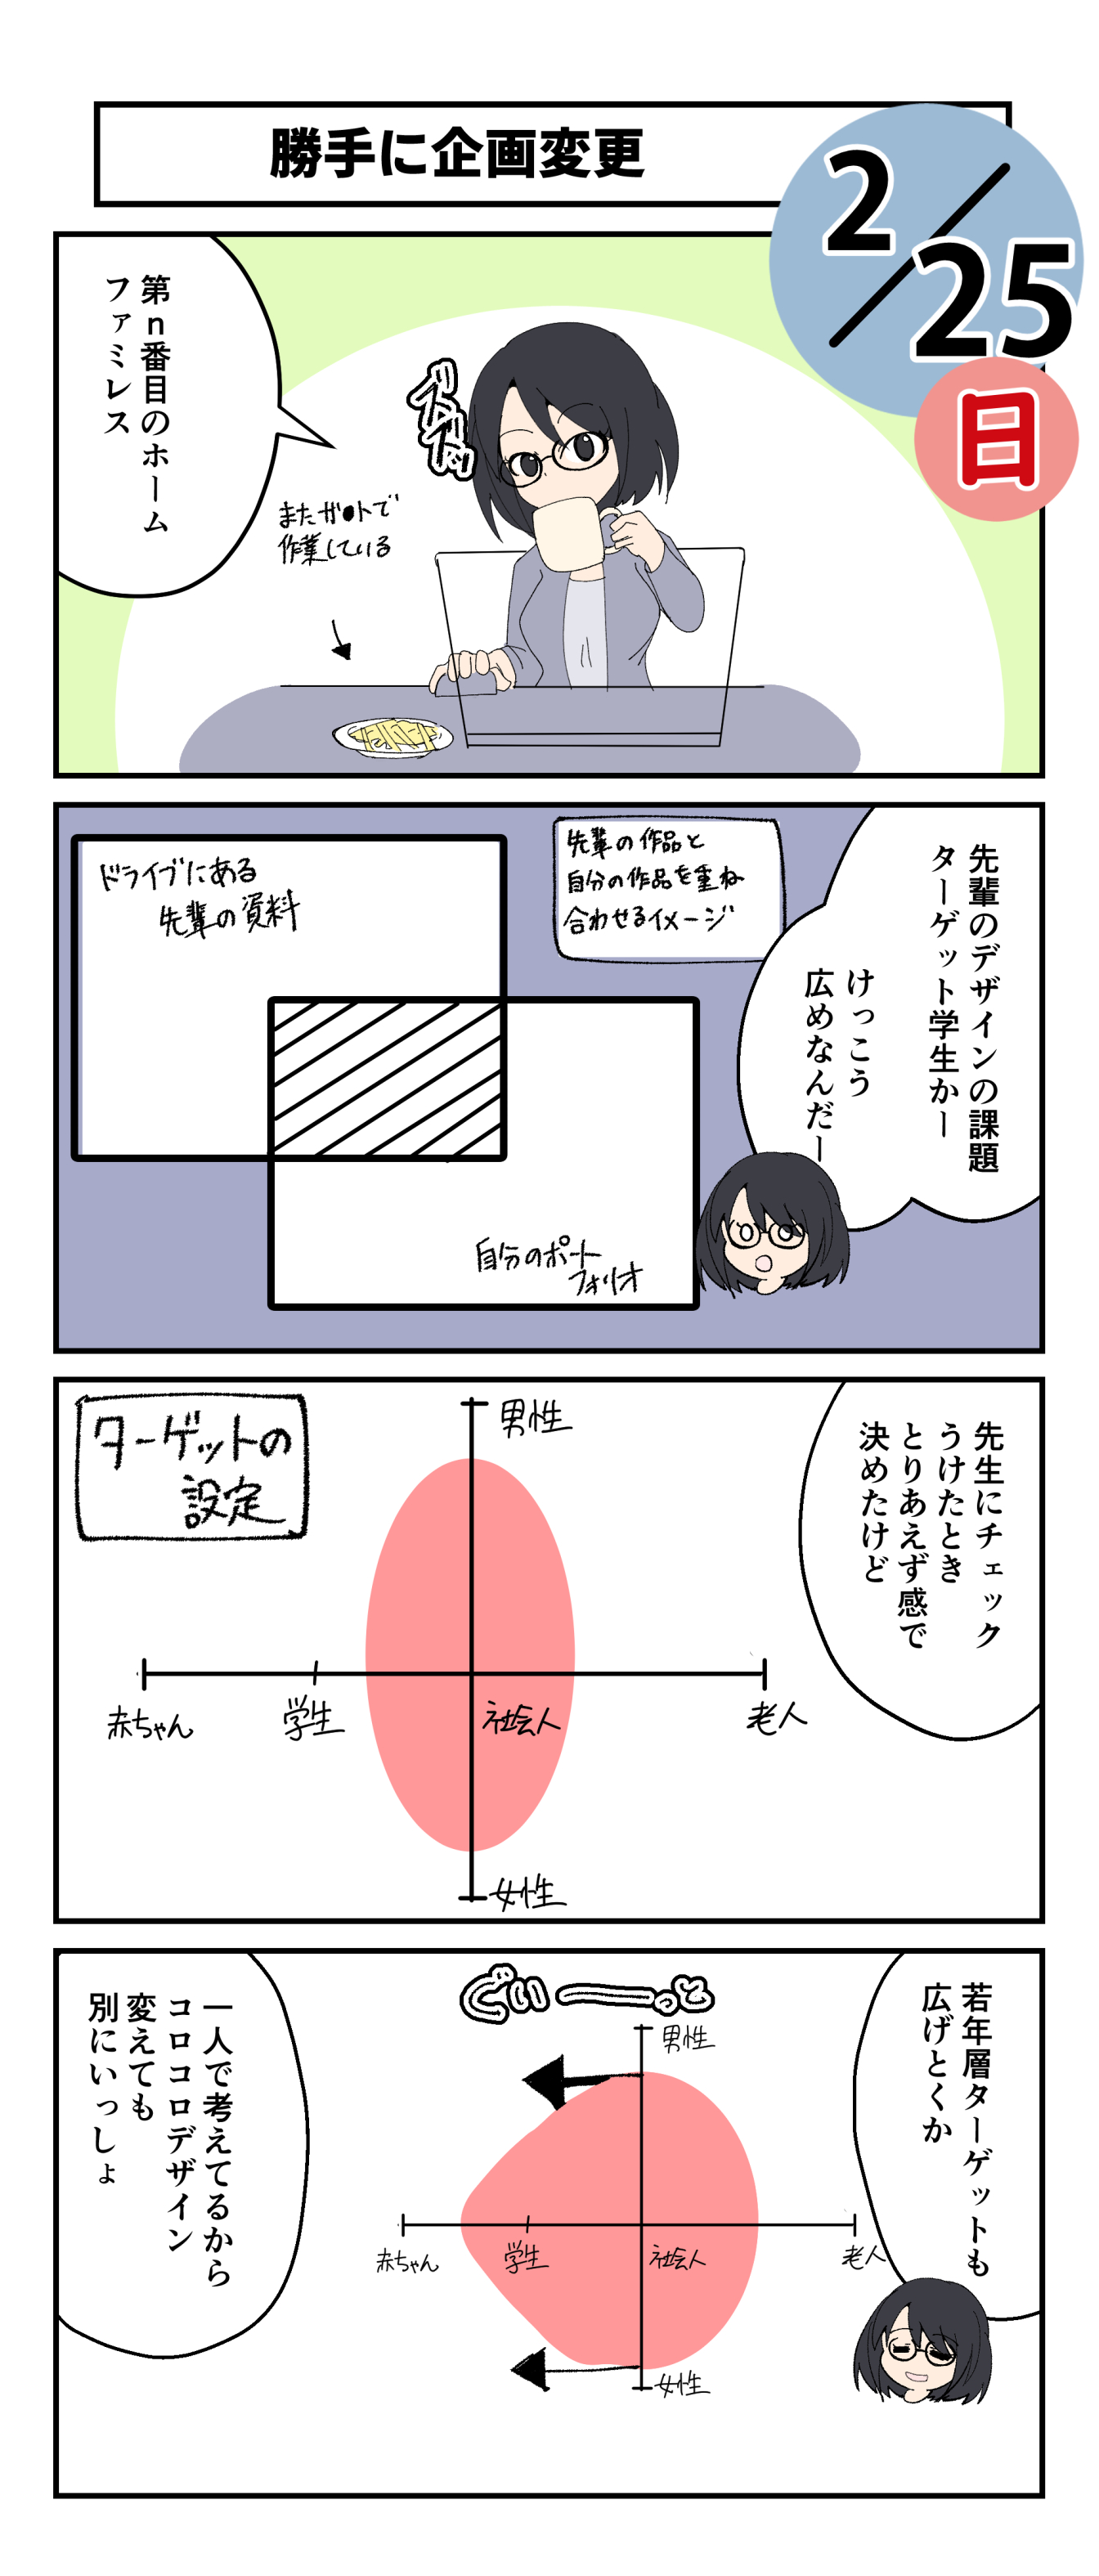 勝手に企画変更
2/25
日
第n番目のホーム
ファミレス
ズズッ
またガ●トで
作業している
先輩のデザインの課題
ターゲット学生かー
けっこう
広めなんだー
先輩の作品と
自分の作品を重ね
合わせるイメージ
ドライブにある
先輩の資料
自分のポート
フォリオ
先生にチェック
うけたとき
とりあえず感で
決めたけど
ターゲットの
設定
男性
赤ちゃん
学生
社会人
老人
女性
若年層ターゲットも
広げとくか
ぐいーっと
男性
赤ちゃん
学生
社会人
老人
女性
一人で考えてるから
コロコロデザイン
変えても
別にいっしょ